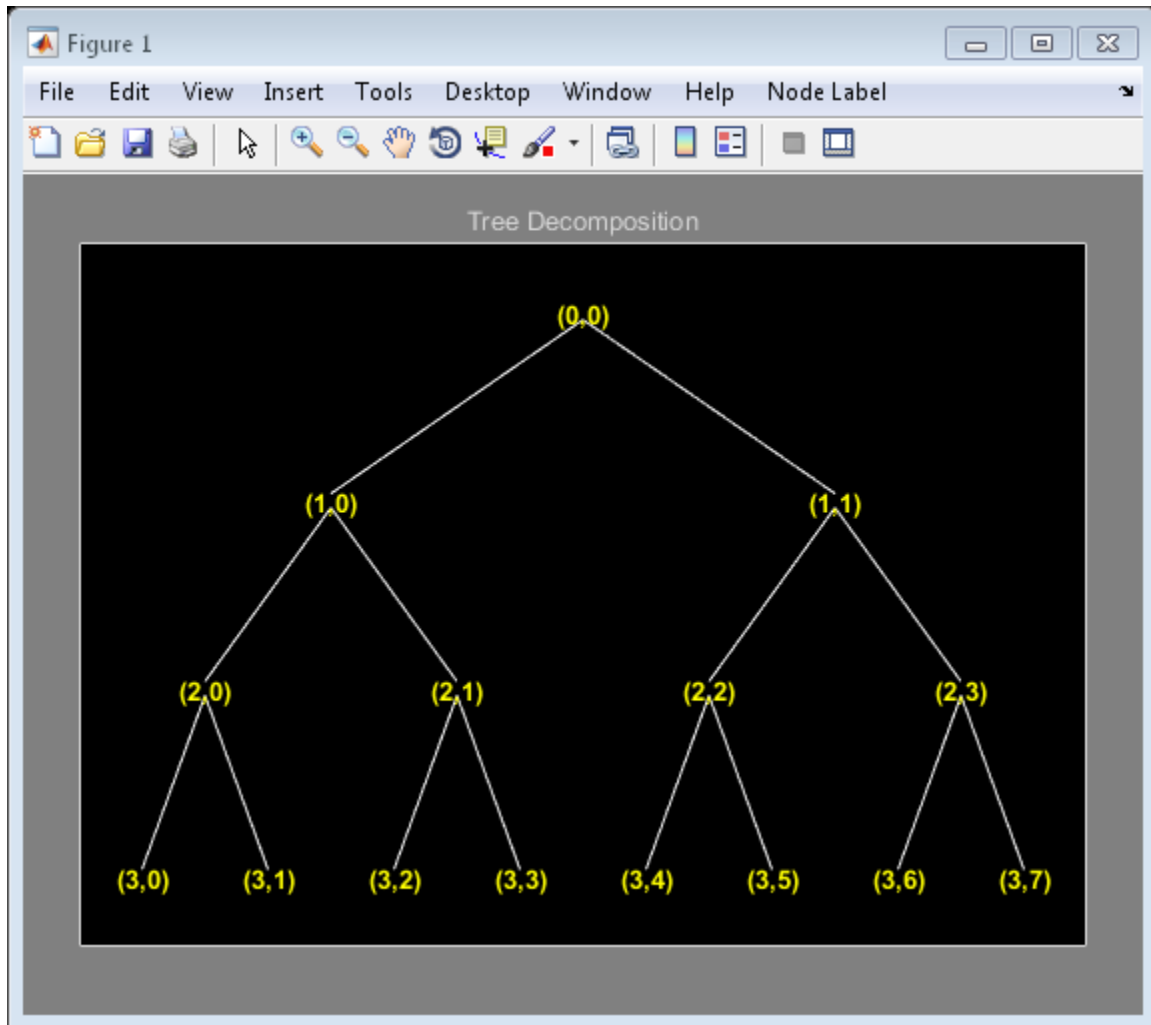 Figure 1
File Edit View Insert Tools Desktop Window Help Node Label
Tree Decomposition
(0,0)
(1,0) (1,1)
(2,0) (2,1) (2,2) (2,3)
(3,0) (3,1) (3,2) (3,3) (3,4) (3,5) (3,6) (3,7)